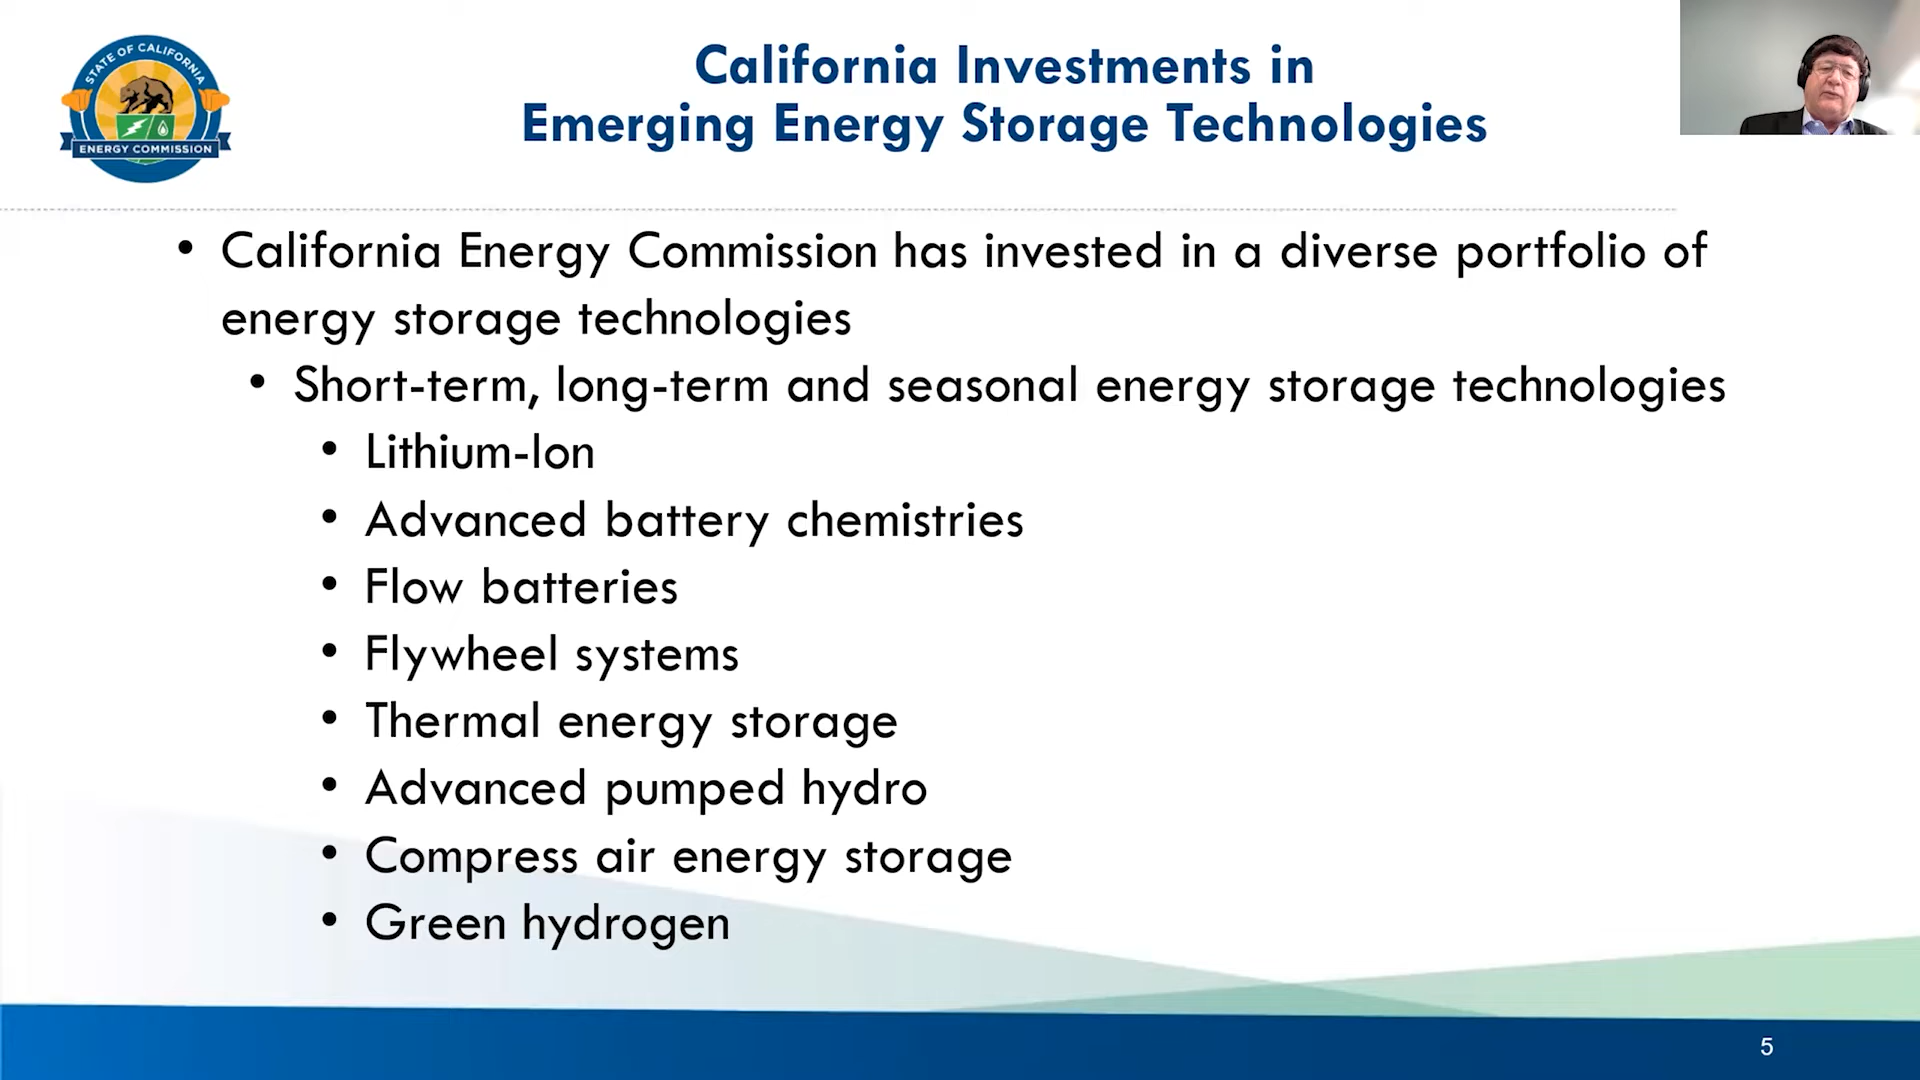 STATE OF CALIFORNIA
ENERGY COMMISSION
California Investments in
Emerging Energy Storage Technologies
• California Energy Commission has invested in a diverse portfolio of
energy storage technologies
• Short-term, long-term and seasonal energy storage technologies
• Lithium-Ion
• Advanced battery chemistries
• Flow batteries
• Flywheel systems
• Thermal energy storage
• Advanced pumped hydro
• Compress air energy storage
• Green hydrogen
5